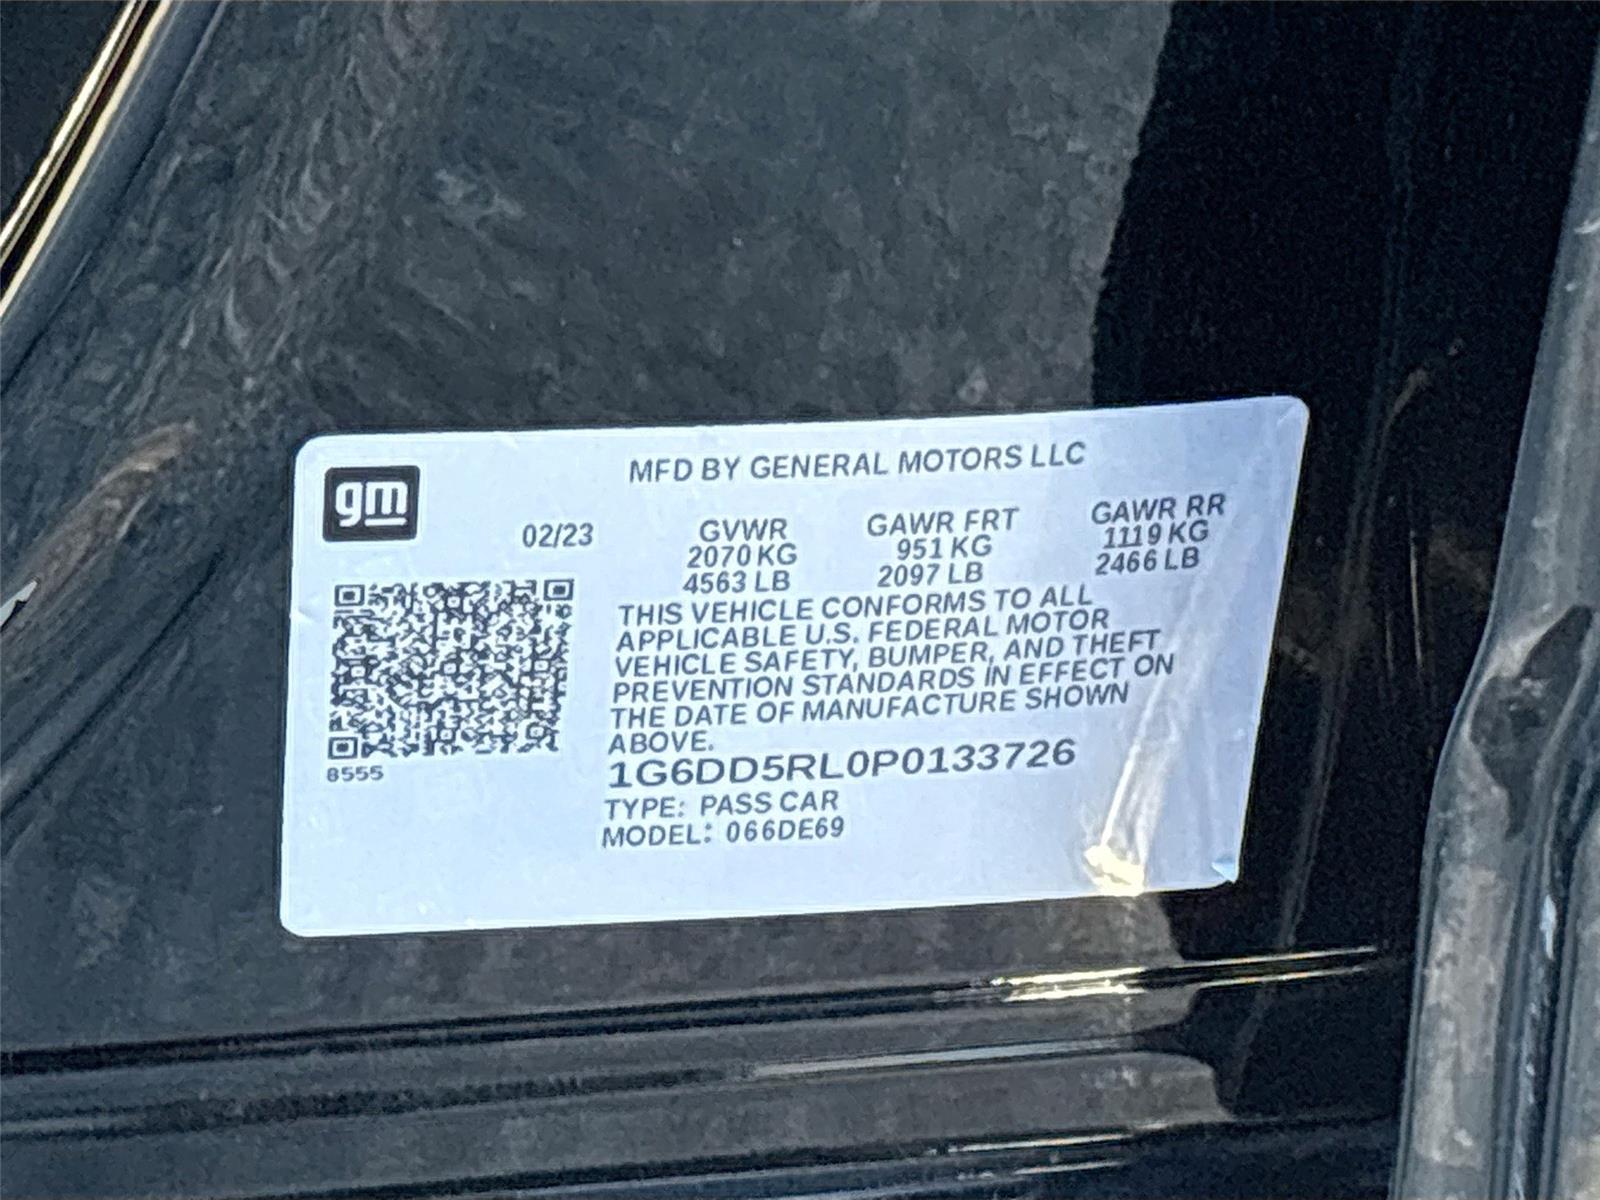 MFD BY GENERAL MOTORS LLC
gm
02/23
GVWR
2070 KG
4563 LB
GAWR FRT
951 KG
2097 LB
GAWR RR
1119 KG
2466 LB
THIS VEHICLE CONFORMS TO ALL
APPLICABLE U.S. FEDERAL MOTOR
VEHICLE SAFETY, BUMPER, AND THEFT
PREVENTION STANDARDS IN EFFECT ON
THE DATE OF MANUFACTURE SHOWN
ABOVE.
8555
1G6DD5RL0P0133726
TYPE: PASS CAR
MODEL: 066DE69